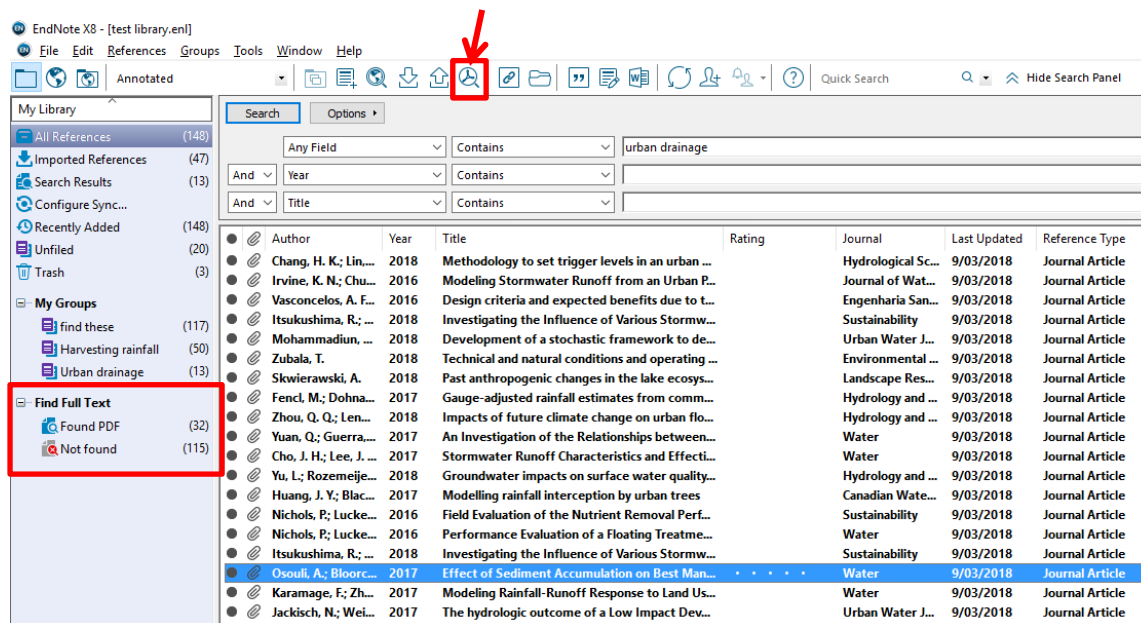 EndNote X8 - [test library.enl]
File Edit References Groups Tools Window Help
Annotated Quick Search Hide Search Panel
My Library
All References (148)
Imported References (47)
Search Results (13)
Configure Sync...
Recently Added (148)
Unfiled (20)
Trash (3)
My Groups
find these (117)
Harvesting rainfall (50)
Urban drainage (13)
Find Full Text
Found PDF (32)
Not found (115)
Search Options
Any Field Contains urban drainage
And Year Contains
And Title Contains
Author Year Title Rating Journal Last Updated Reference Type
Chang, H. K.; Lin,... 2018 Methodology to set trigger levels in an urban ... Hydrological Sc... 9/03/2018 Journal Article
Irvine, K. N.; Chu... 2016 Modeling Stormwater Runoff from an Urban P... Journal of Wat... 9/03/2018 Journal Article
Vasconcelos, A. F... 2016 Design criteria and expected benefits due to t... Engenharia San... 9/03/2018 Journal Article
Itsukushima, R.; ... 2018 Investigating the Influence of Various Stormw... Sustainability 9/03/2018 Journal Article
Mohammadiun, ... 2018 Development of a stochastic framework to de... Urban Water J... 9/03/2018 Journal Article
Zubala, T. 2018 Technical and natural conditions and operating ... Environmental ... 9/03/2018 Journal Article
Skwierawski, A. 2018 Past anthropogenic changes in the lake ecosys... Landscape Res... 9/03/2018 Journal Article
Fencl, M.; Dohna... 2017 Gauge-adjusted rainfall estimates from comm... Hydrology and ... 9/03/2018 Journal Article
Zhou, Q. Q.; Len... 2018 Impacts of future climate change on urban flo... Hydrology and ... 9/03/2018 Journal Article
Yuan, Q.; Guerra,... 2017 An Investigation of the Relationships between... Water 9/03/2018 Journal Article
Cho, J. H.; Lee, J. ... 2017 Stormwater Runoff Characteristics and Effecti... Water 9/03/2018 Journal Article
Yu, L.; Rozemeije... 2018 Groundwater impacts on surface water quality... Hydrology and ... 9/03/2018 Journal Article
Huang, J. Y.; Blac... 2017 Modelling rainfall interception by urban trees Canadian Wate... 9/03/2018 Journal Article
Nichols, P.; Lucke... 2016 Field Evaluation of the Nutrient Removal Perf... Sustainability 9/03/2018 Journal Article
Nichols, P.; Lucke... 2016 Performance Evaluation of a Floating Treatme... Water 9/03/2018 Journal Article
Itsukushima, R.; ... 2018 Investigating the Influence of Various Stormw... Sustainability 9/03/2018 Journal Article
Osouli, A.; Bloorc... 2017 Effect of Sediment Accumulation on Best Man... Water 9/03/2018 Journal Article
Karamage, F.; Zh... 2017 Modeling Rainfall-Runoff Response to Land Us... Water 9/03/2018 Journal Article
Jackisch, N.; Wei... 2017 The hydrologic outcome of a Low Impact Dev... Urban Water J... 9/03/2018 Journal Article